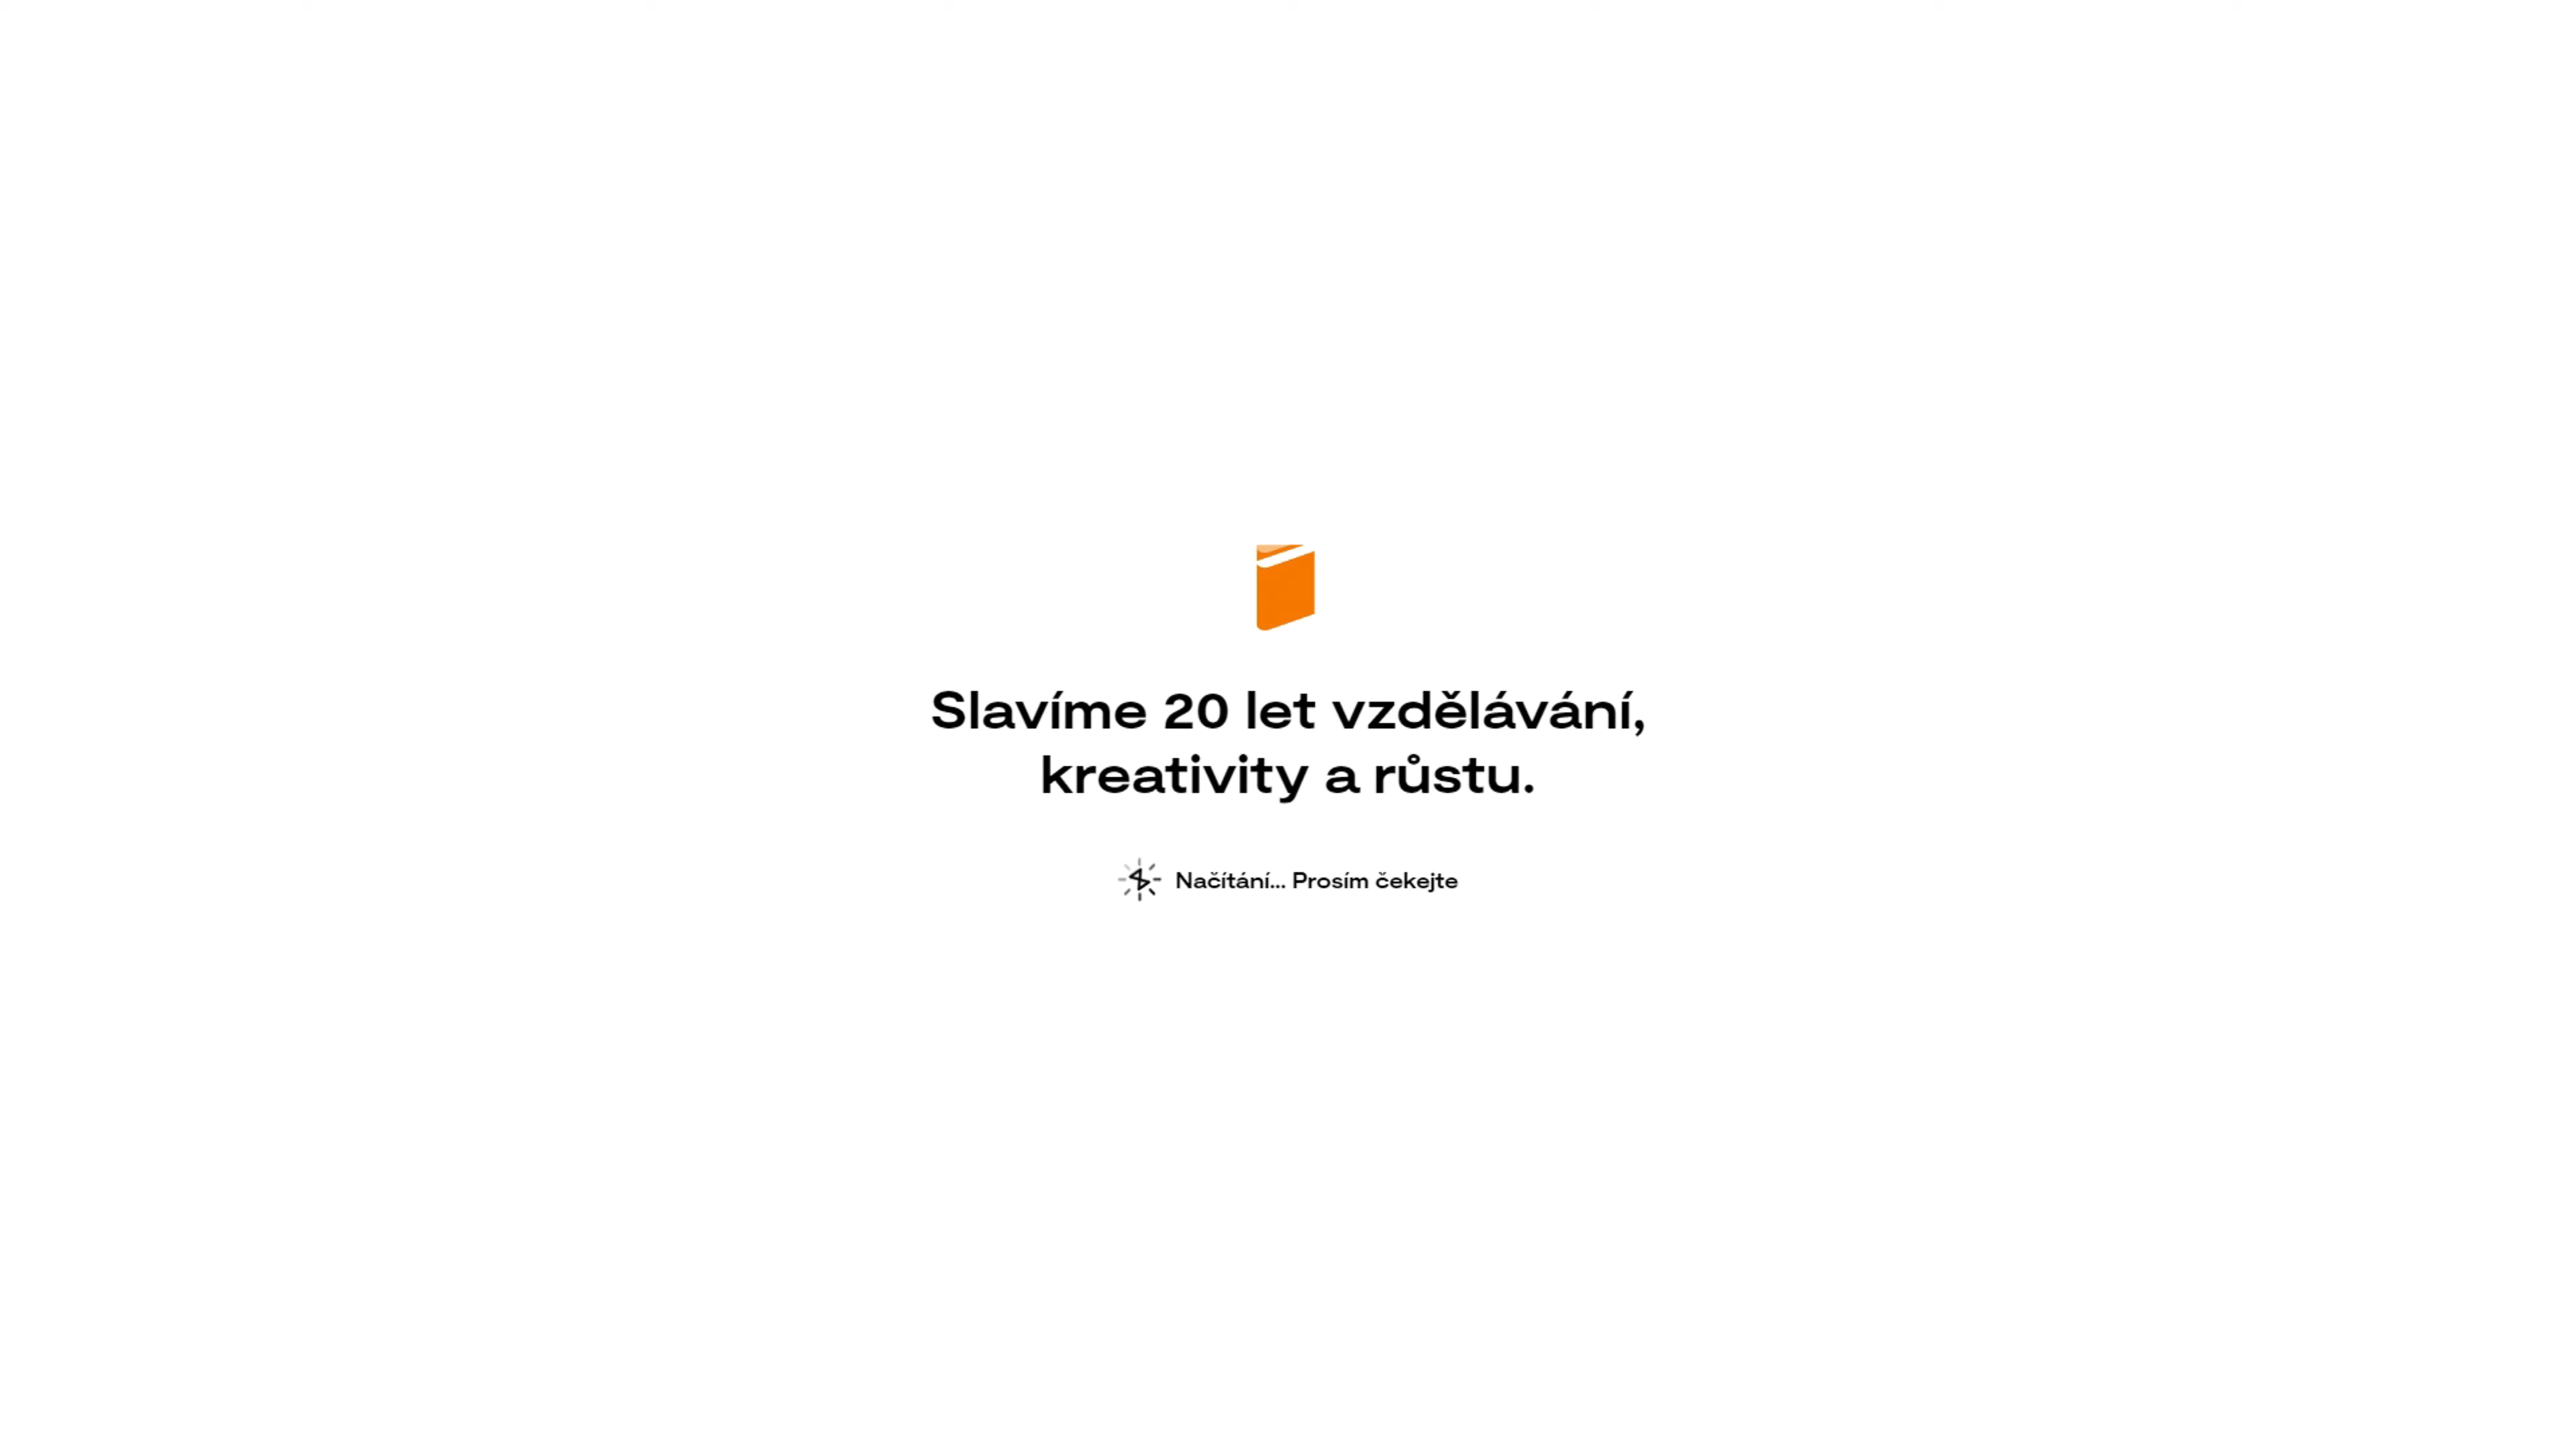 Slavíme 20 let vzdělávání,
kreativity a růstu.
Načítání... Prosím čekejte